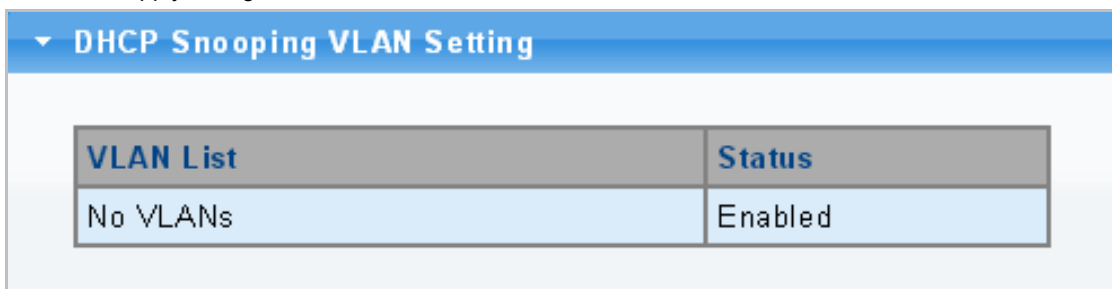 DHCP Snooping VLAN Setting
VLAN List Status
No VLANs Enabled